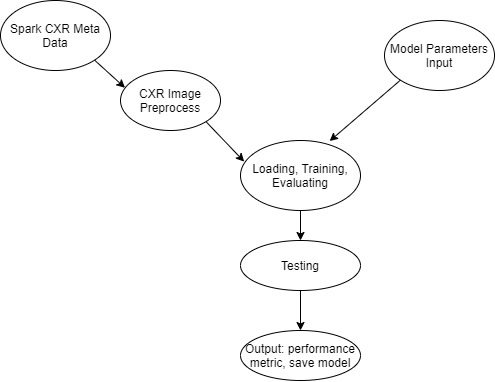 Spark CXR Meta
Data
Model Parameters
Input
CXR Image
Preprocess
Loading, Training,
Evaluating
Testing
Output: performance
metric, save model